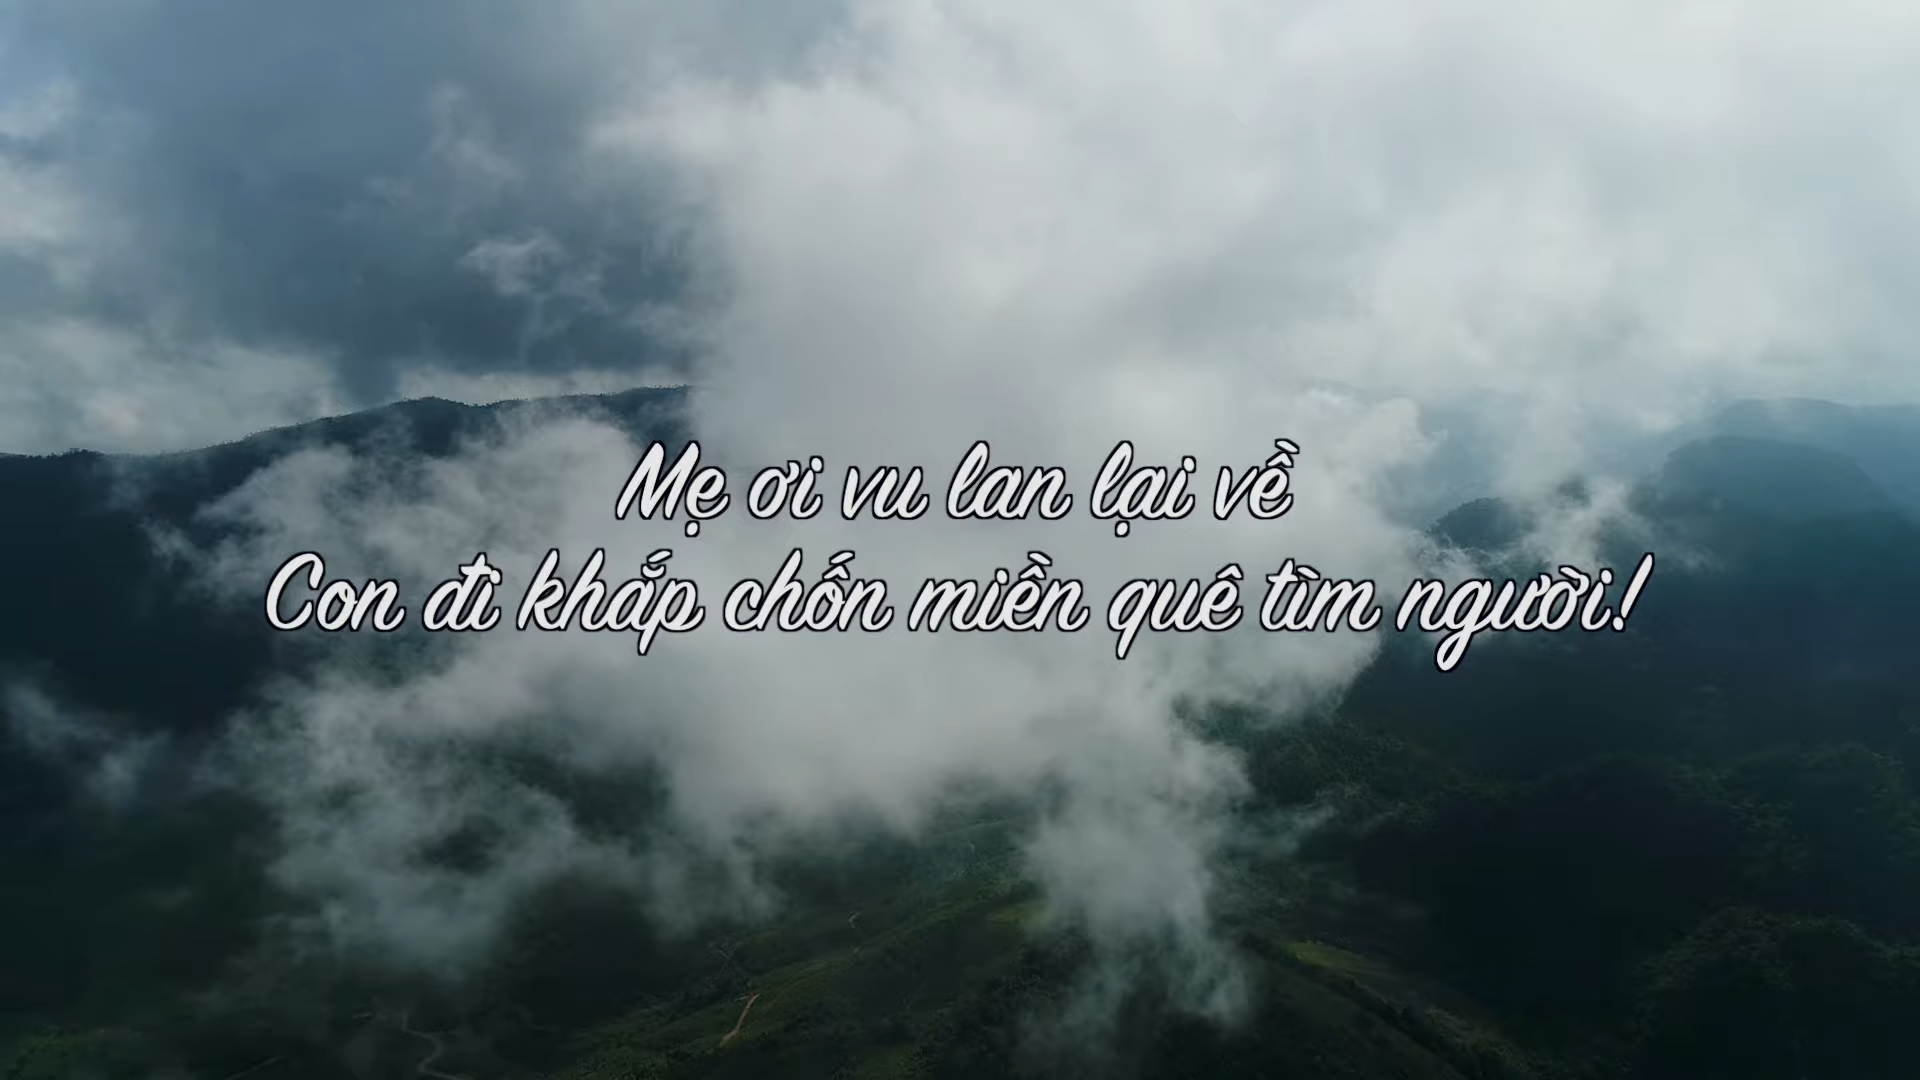 Mẹ ơi vu lan lại về
Con đi khắp chốn miền quê tìm người!